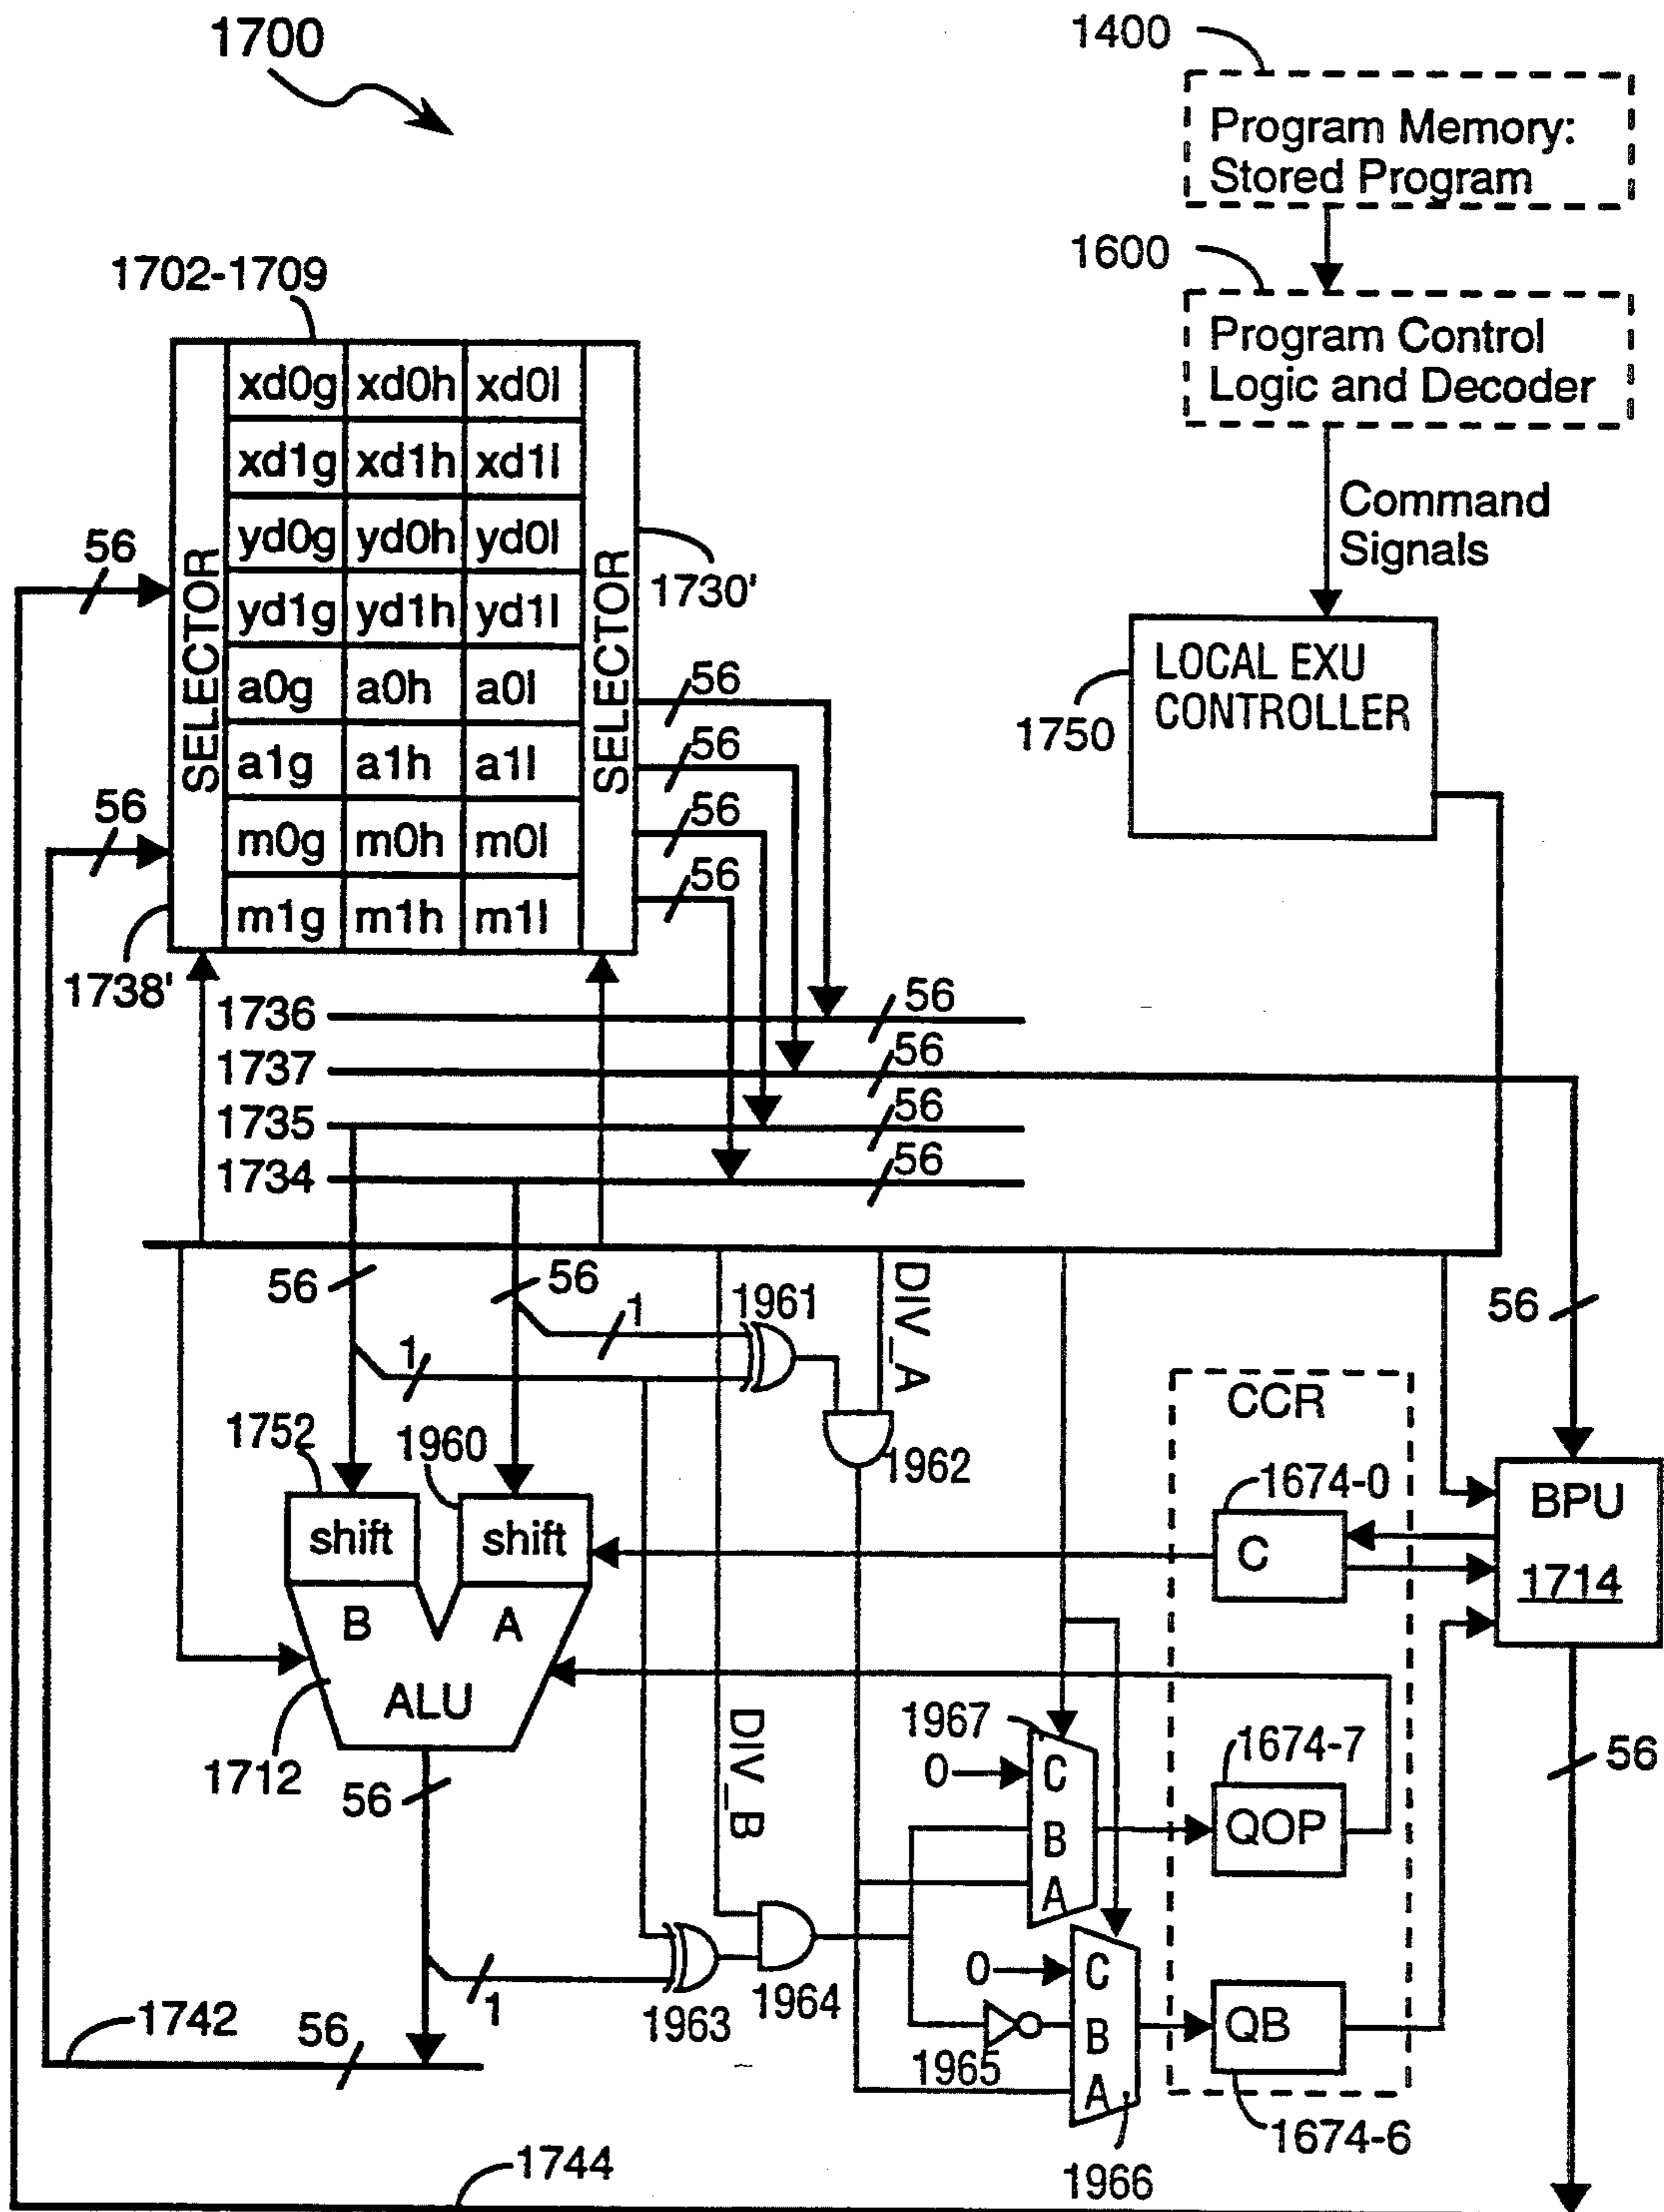 1700
1400
Program Memory:
Stored Program
1600
Program Control
Logic and Decoder
Command
Signals
1702-1709
SELECTOR
xd0g xd0h xd0l
xd1g xd1h xd1l
yd0g yd0h yd0l
yd1g yd1h yd1l
a0g a0h a0l
a1g a1h a1l
m0g m0h m0l
m1g m1h m1l
SELECTOR
1730'
56
56
1738'
56
56
56
56
LOCAL EXU
CONTROLLER
1750
1736 56
1737 56
1735 56
1734 56
56
56
1
1
1961
DIV_A
1962
56
1752
1960
shift
shift
B A
ALU
1712
56
CCR
1674-0
C
BPU
1714
DIV_B
1967
0
C
B
A
1674-7
QOP
56
0
C
B
A
1963
1964
1965
1966
1
QB
1674-6
1742
56
1744